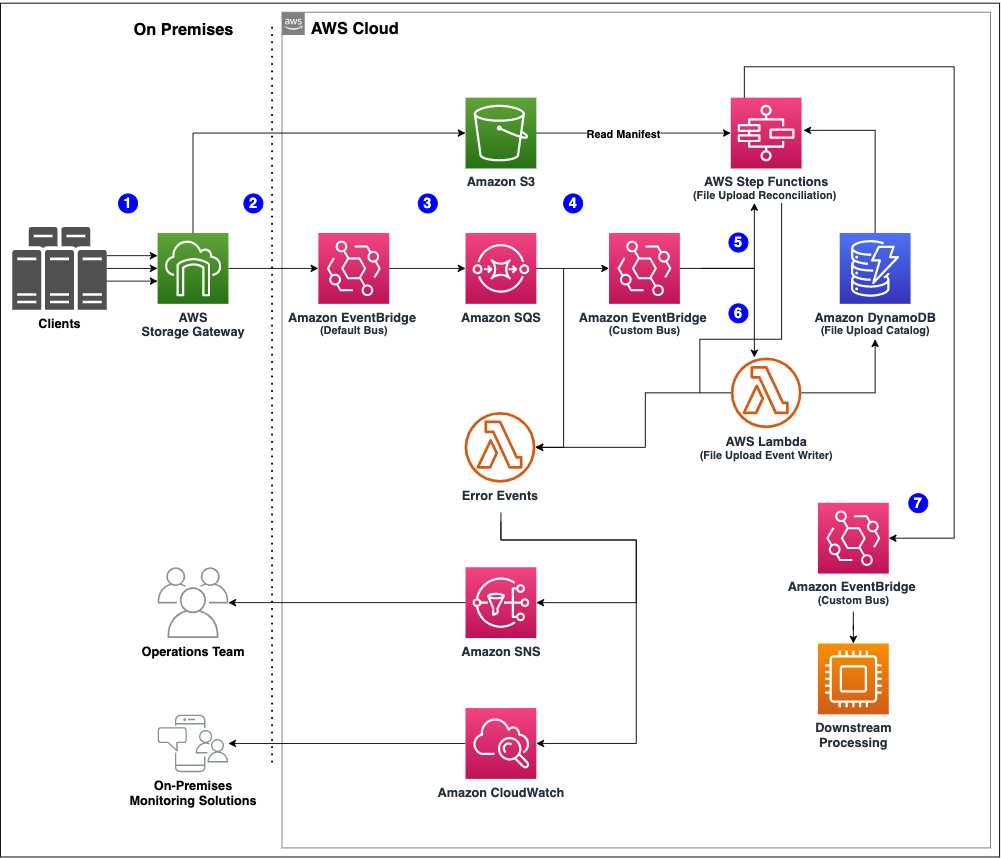 On Premises
aws
AWS Cloud
Read Manifest
Amazon S3
AWS Step Functions
(File Upload Reconciliation)
1
2
3
4
5
Clients
AWS
Storage Gateway
Amazon EventBridge
(Default Bus)
Amazon SQS
Amazon EventBridge
(Custom Bus)
6
Amazon DynamoDB
(File Upload Catalog)
AWS Lambda
(File Upload Event Writer)
Error Events
7
Amazon EventBridge
(Custom Bus)
Operations Team
Amazon SNS
Downstream
Processing
On-Premises
Monitoring Solutions
Amazon CloudWatch